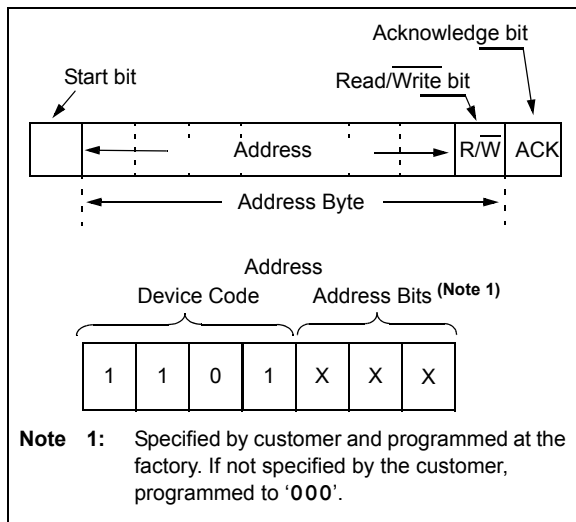 Acknowledge bit
Start bit
Read/Write bit
Address
R/W
ACK
Address Byte
Address
Device Code
Address Bits (Note 1)
1 1 0 1 X X X
Note 1: Specified by customer and programmed at the
factory. If not specified by the customer,
programmed to ‘000’.